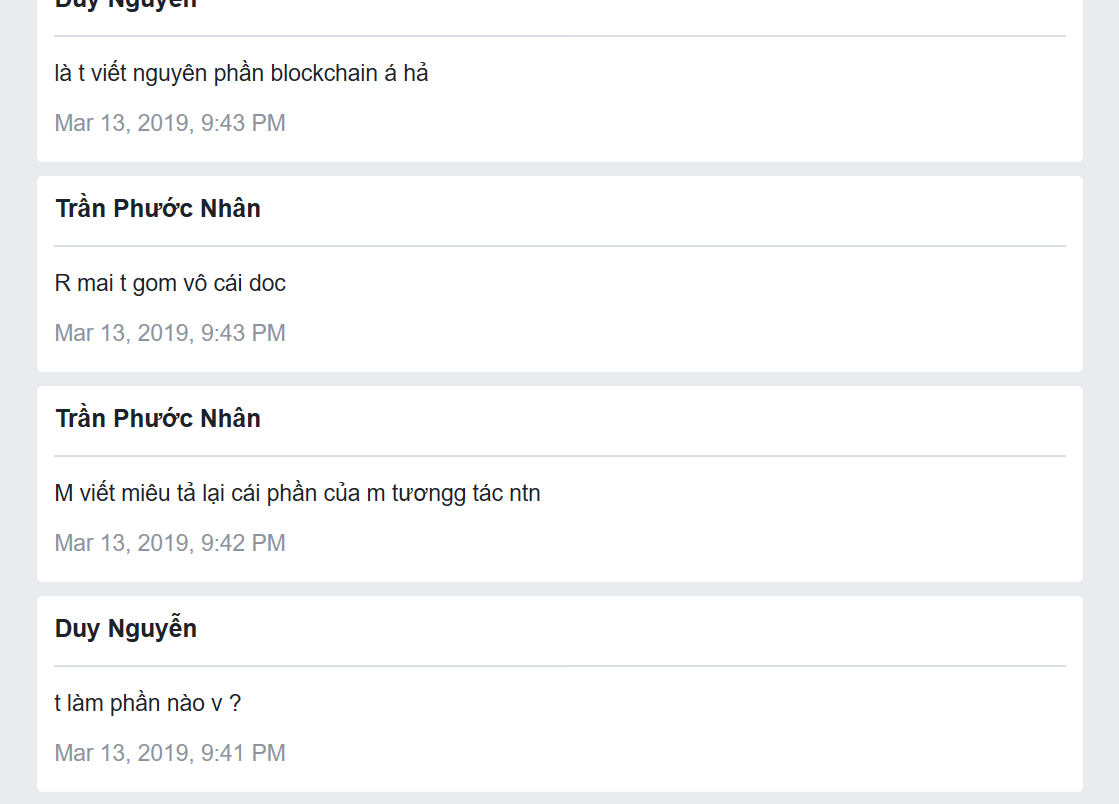 Duy Nguyễn
là t viết nguyên phần blockchain á hả
Mar 13, 2019, 9:43 PM
Trần Phước Nhân
R mai t gom vô cái doc
Mar 13, 2019, 9:43 PM
Trần Phước Nhân
M viết miêu tả lại cái phần của m tươngg tác ntn
Mar 13, 2019, 9:42 PM
Duy Nguyễn
t làm phần nào v ?
Mar 13, 2019, 9:41 PM